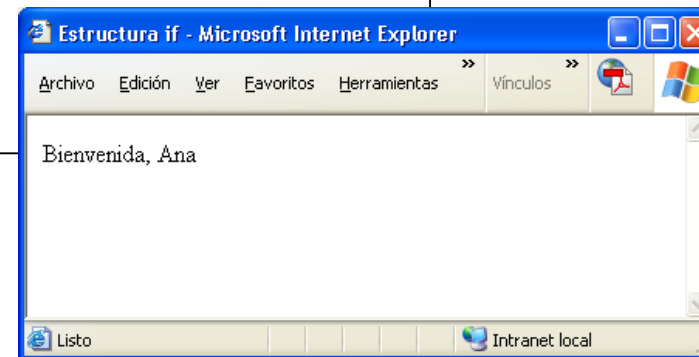 Estructura if - Microsoft Internet Explorer
Archivo Edición Ver Favoritos Herramientas » Vínculos »
Bienvenida, Ana
Listo Intranet local